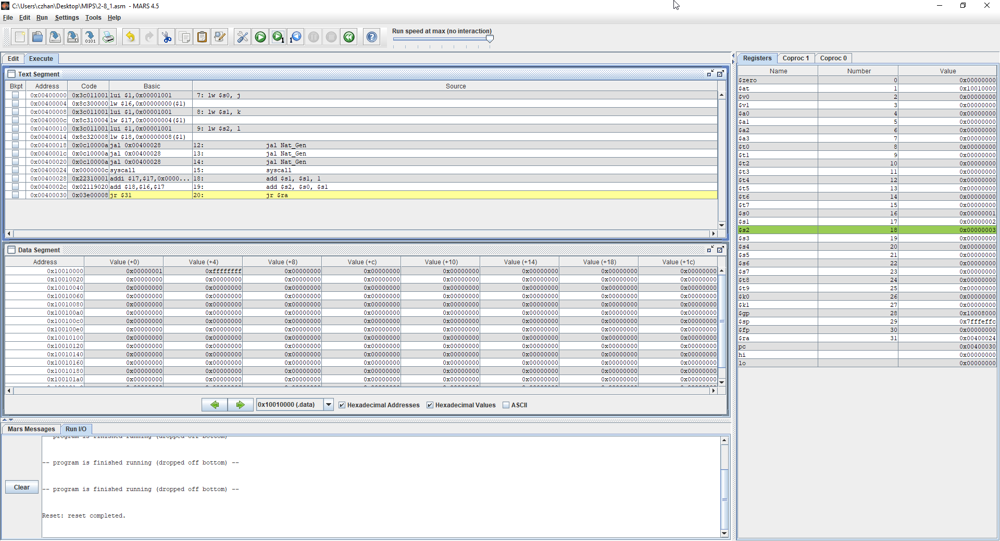 C:\Users\czhan\Desktop\MIPS\2-8_1.asm - MARS 4.5
File Edit Run Settings Tools Help
Run speed at max (no interaction)
Edit Execute
Text Segment
Bkpt Address Code Basic Source
0x00400000 0x3c011001 lui $1,0x00001001 7: lw $s0, j
0x00400004 0x8c300000 lw $16,0x00000000($1)
0x00400008 0x3c011001 lui $1,0x00001001 8: lw $s1, k
0x0040000c 0x8c310004 lw $17,0x00000004($1)
0x00400010 0x3c011001 lui $1,0x00001001 9: lw $s2, l
0x00400014 0x8c320008 lw $18,0x00000008($1)
0x00400018 0x0c10000a jal 0x00400028 12: jal Nat_Gen
0x0040001c 0x0c10000a jal 0x00400028 13: jal Nat_Gen
0x00400020 0x0c10000a jal 0x00400028 14: jal Nat_Gen
0x00400024 0x0000000c syscall 15: syscall
0x00400028 0x22310001 addi $17,$17,0x0000... 18: add $s1, $s1, 1
0x0040002c 0x02119020 add $18,$16,$17 19: add $s2, $s0, $s1
0x00400030 0x03e00008 jr $31 20: jr $ra
Data Segment
Address Value (+0) Value (+4) Value (+8) Value (+c) Value (+10) Value (+14) Value (+18) Value (+1c)
0x10010000 0x00000001 0xffffffff 0x00000000 0x00000000 0x00000000 0x00000000 0x00000000 0x00000000
0x10010020 0x00000000 0x00000000 0x00000000 0x00000000 0x00000000 0x00000000 0x00000000 0x00000000
0x10010040 0x00000000 0x00000000 0x00000000 0x00000000 0x00000000 0x00000000 0x00000000 0x00000000
0x10010060 0x00000000 0x00000000 0x00000000 0x00000000 0x00000000 0x00000000 0x00000000 0x00000000
0x10010080 0x00000000 0x00000000 0x00000000 0x00000000 0x00000000 0x00000000 0x00000000 0x00000000
0x100100a0 0x00000000 0x00000000 0x00000000 0x00000000 0x00000000 0x00000000 0x00000000 0x00000000
0x100100c0 0x00000000 0x00000000 0x00000000 0x00000000 0x00000000 0x00000000 0x00000000 0x00000000
0x100100e0 0x00000000 0x00000000 0x00000000 0x00000000 0x00000000 0x00000000 0x00000000 0x00000000
0x10010100 0x00000000 0x00000000 0x00000000 0x00000000 0x00000000 0x00000000 0x00000000 0x00000000
0x10010120 0x00000000 0x00000000 0x00000000 0x00000000 0x00000000 0x00000000 0x00000000 0x00000000
0x10010140 0x00000000 0x00000000 0x00000000 0x00000000 0x00000000 0x00000000 0x00000000 0x00000000
0x10010160 0x00000000 0x00000000 0x00000000 0x00000000 0x00000000 0x00000000 0x00000000 0x00000000
0x10010180 0x00000000 0x00000000 0x00000000 0x00000000 0x00000000 0x00000000 0x00000000 0x00000000
0x100101a0 0x00000000 0x00000000 0x00000000 0x00000000 0x00000000 0x00000000 0x00000000 0x00000000
0x10010000 (.data) Hexadecimal Addresses Hexadecimal Values ASCII
Mars Messages Run I/O
Clear
-- program is finished running (dropped off bottom) --
-- program is finished running (dropped off bottom) --
Reset: reset completed.
Registers Coproc 1 Coproc 0
Name Number Value
$zero 0 0x00000000
$at 1 0x10010000
$v0 2 0x00000000
$v1 3 0x00000000
$a0 4 0x00000000
$a1 5 0x00000000
$a2 6 0x00000000
$a3 7 0x00000000
$t0 8 0x00000000
$t1 9 0x00000000
$t2 10 0x00000000
$t3 11 0x00000000
$t4 12 0x00000000
$t5 13 0x00000000
$t6 14 0x00000000
$t7 15 0x00000000
$s0 16 0x00000001
$s1 17 0x00000002
$s2 18 0x00000003
$s3 19 0x00000000
$s4 20 0x00000000
$s5 21 0x00000000
$s6 22 0x00000000
$s7 23 0x00000000
$t8 24 0x00000000
$t9 25 0x00000000
$k0 26 0x00000000
$k1 27 0x00000000
$gp 28 0x10008000
$sp 29 0x7fffeffc
$fp 30 0x00000000
$ra 31 0x00400024
pc 0x00400030
hi 0x00000000
lo 0x00000000